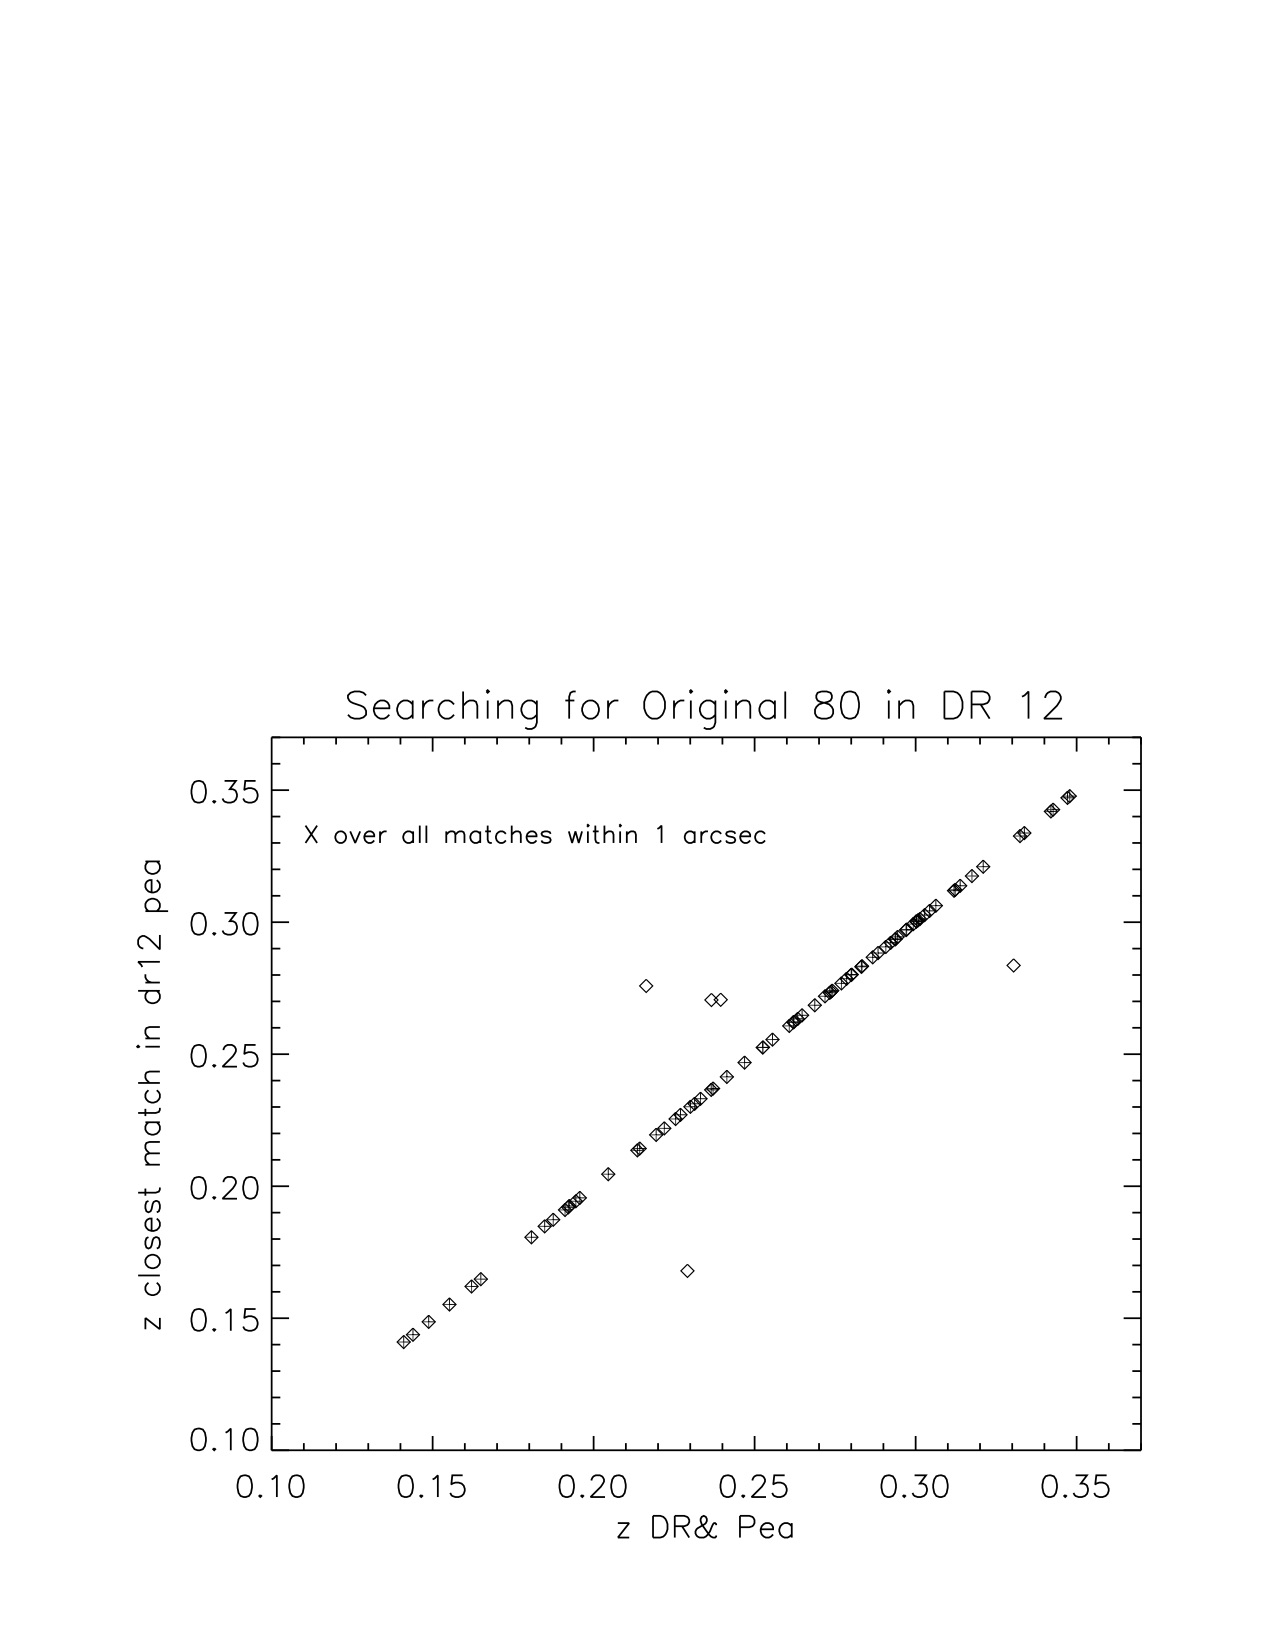 Searching for Original 80 in DR 12
X over all matches within 1 arcsec
z closest match in dr12 pea
0.35
0.30
0.25
0.20
0.15
0.10
0.10 0.15 0.20 0.25 0.30 0.35
z DR& Pea